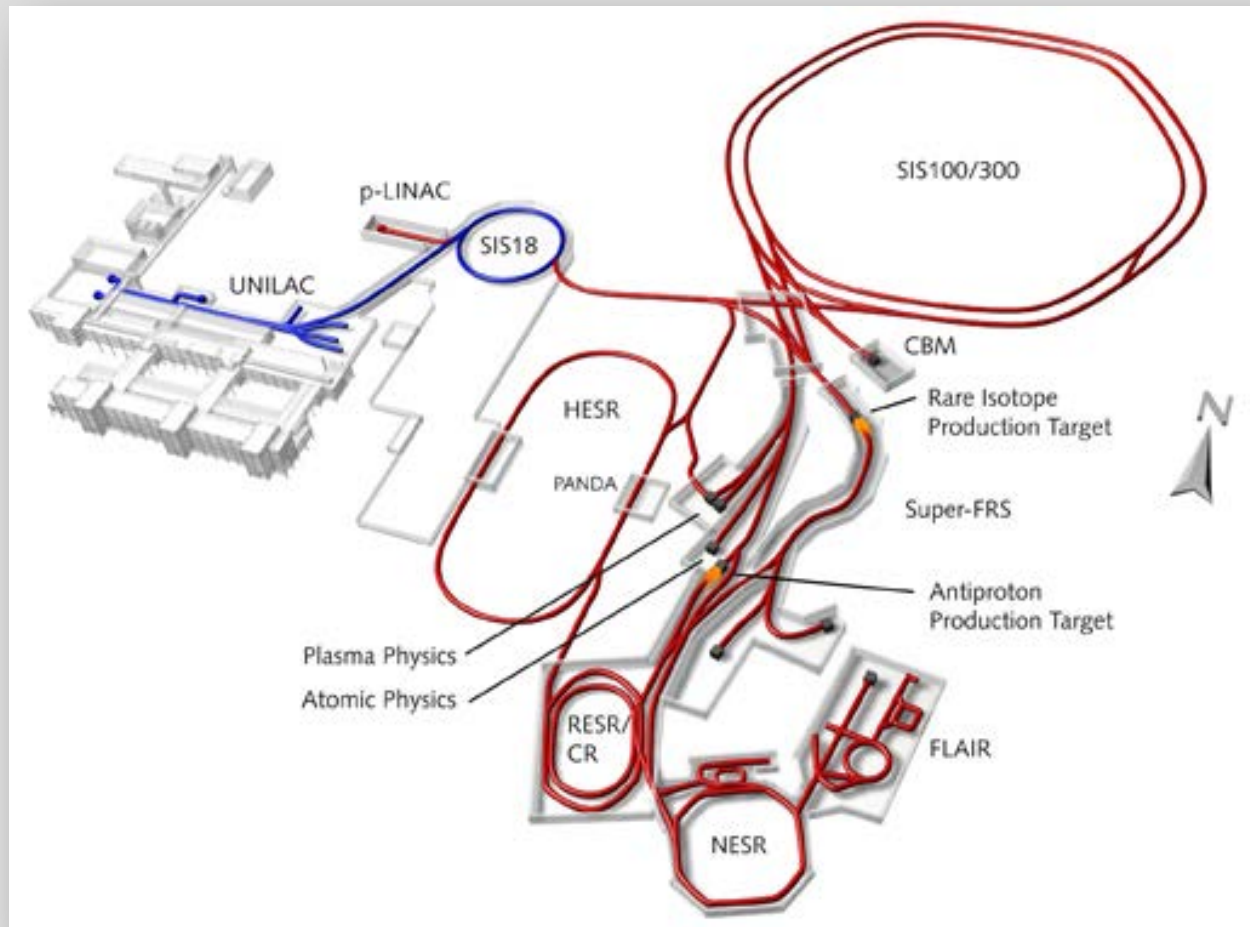 SIS100/300
p-LINAC
SIS18
UNILAC
CBM
Rare Isotope
Production Target
HESR
N
PANDA
Super-FRS
Antiproton
Production Target
Plasma Physics
Atomic Physics
RESR/
CR
FLAIR
NESR